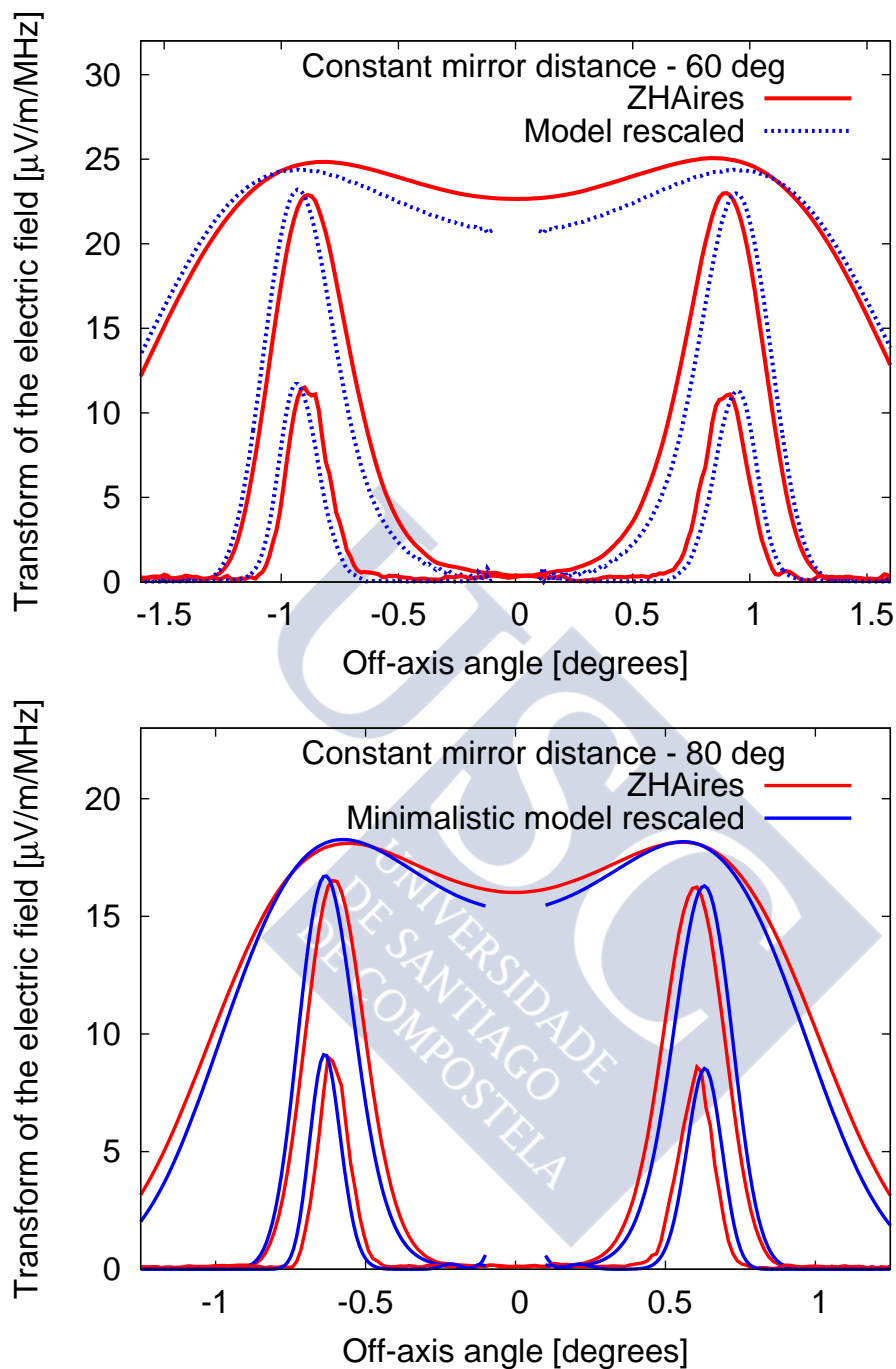 Transform of the electric field [μV/m/MHz]
Constant mirror distance - 60 deg
ZHAires
Model rescaled
30
25
20
15
10
5
0
-1.5 -1 -0.5 0 0.5 1 1.5
Off-axis angle [degrees]
Transform of the electric field [μV/m/MHz]
Constant mirror distance - 80 deg
ZHAires
Minimalistic model rescaled
20
15
10
5
0
-1 -0.5 0 0.5 1
Off-axis angle [degrees]
USC
UNIVERSIDADE
DE SANTIAGO
DE COMPOSTELA